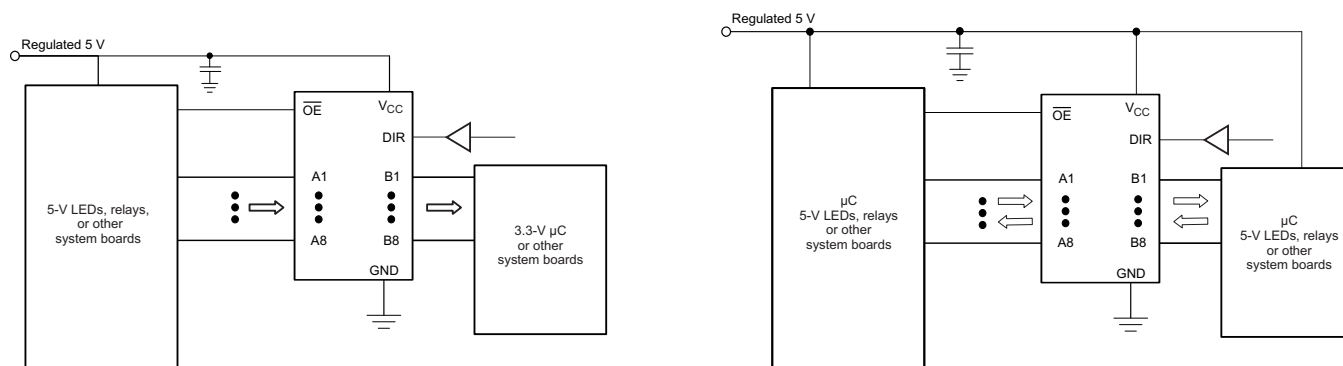 Regulated 5 V
OE
VCC
DIR
A1
B1
A8
B8
GND
5-V LEDs, relays,
or other
system boards
3.3-V µC
or other
system boards
Regulated 5 V
OE
VCC
DIR
A1
B1
A8
B8
GND
µC
5-V LEDs, relays
or other
system boards
µC
5-V LEDs, relays
or other
system boards